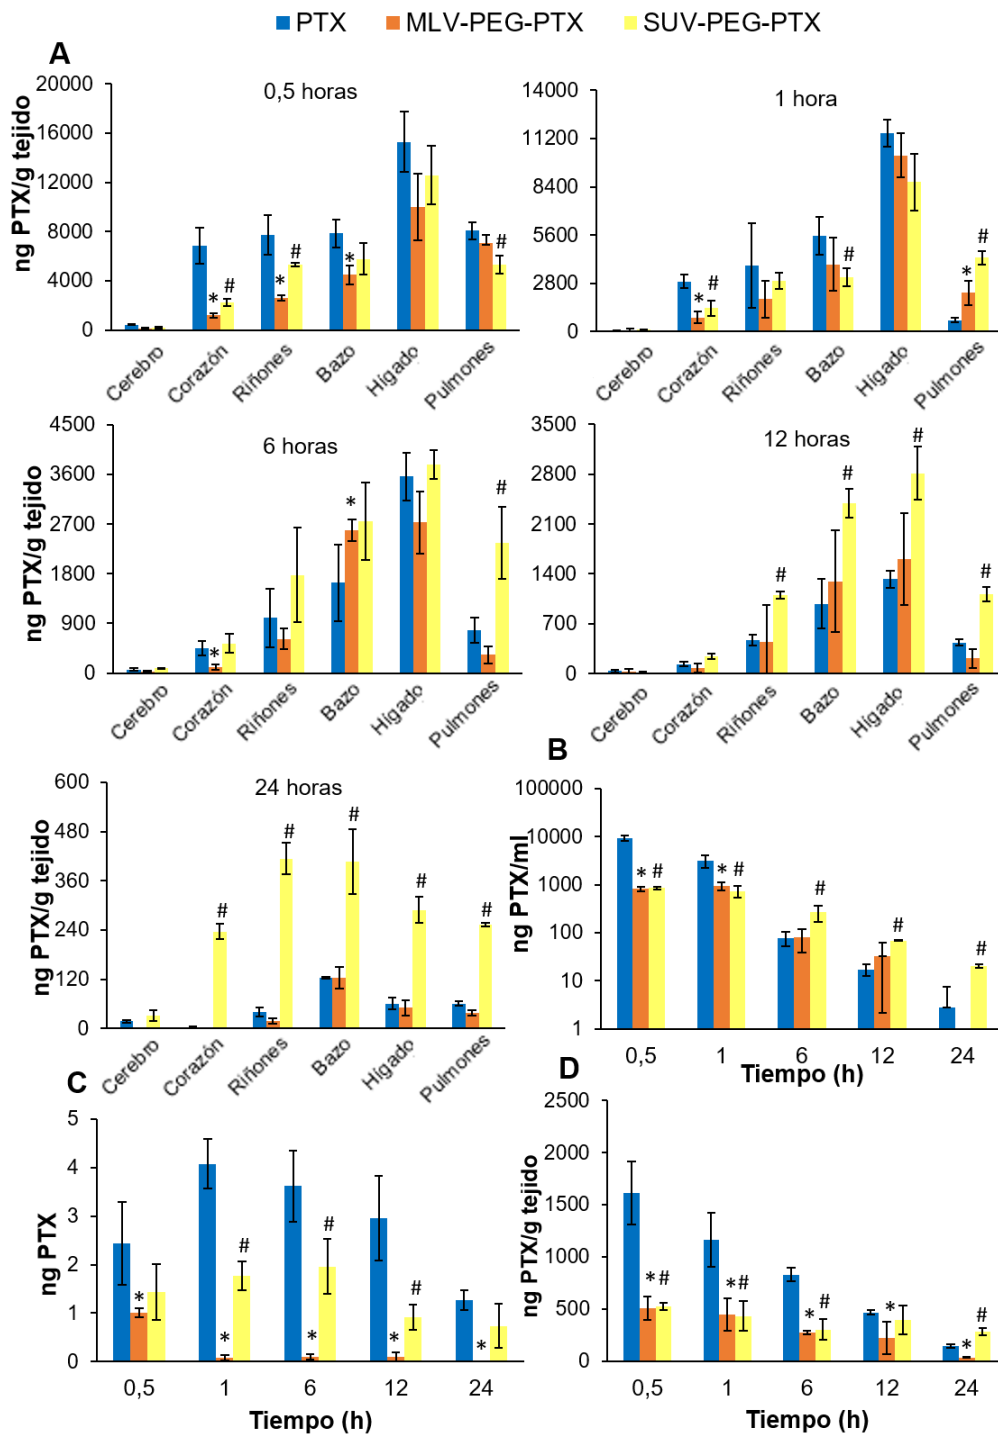 PTX MLV-PEG-PTX SUV-PEG-PTX
A
0,5 horas
ng PTX/g tejido
20000
16000
12000
8000
4000
0
* # * # * #
Cerebro Corazón Riñones Bazo Hígado Pulmones
1 hora
14000
11200
8400
5600
2800
0
* # # * #
Cerebro Corazón Riñones Bazo Hígado Pulmones
6 horas
ng PTX/g tejido
4500
3600
2700
1800
900
0
* * #
Cerebro Corazón Riñones Bazo Hígado Pulmones
12 horas
3500
2800
2100
1400
700
0
# # # #
Cerebro Corazón Riñones Bazo Hígado Pulmones
24 horas
ng PTX/g tejido
600
480
360
240
120
0
# # # # #
Cerebro Corazón Riñones Bazo Hígado Pulmones
B
ng PTX/ml
100000
10000
1000
100
10
1
* # * # # # #
0,5 1 6 12 24
Tiempo (h)
C
ng PTX
5
4
3
2
1
0
* * # * # * # *
0,5 1 6 12 24
Tiempo (h)
D
ng PTX/g tejido
2500
2000
1500
1000
500
0
* # * # * # * * #
0,5 1 6 12 24
Tiempo (h)